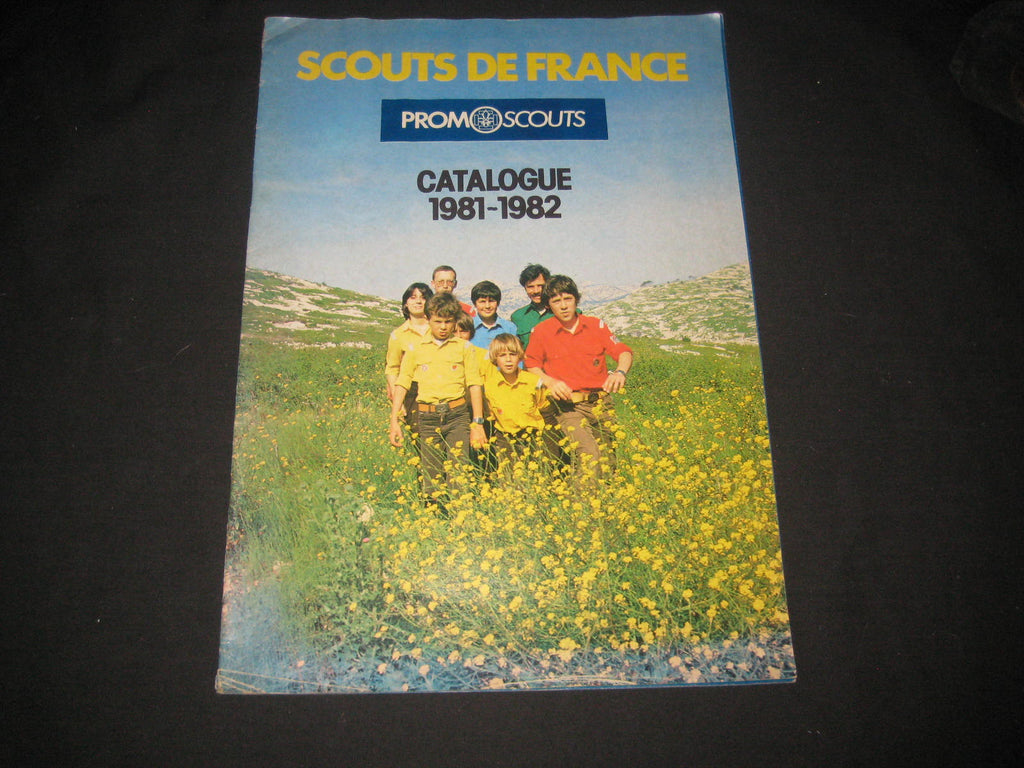 SCOUTS DE FRANCE
PROMOSCOUTS
CATALOGUE
1981-1982